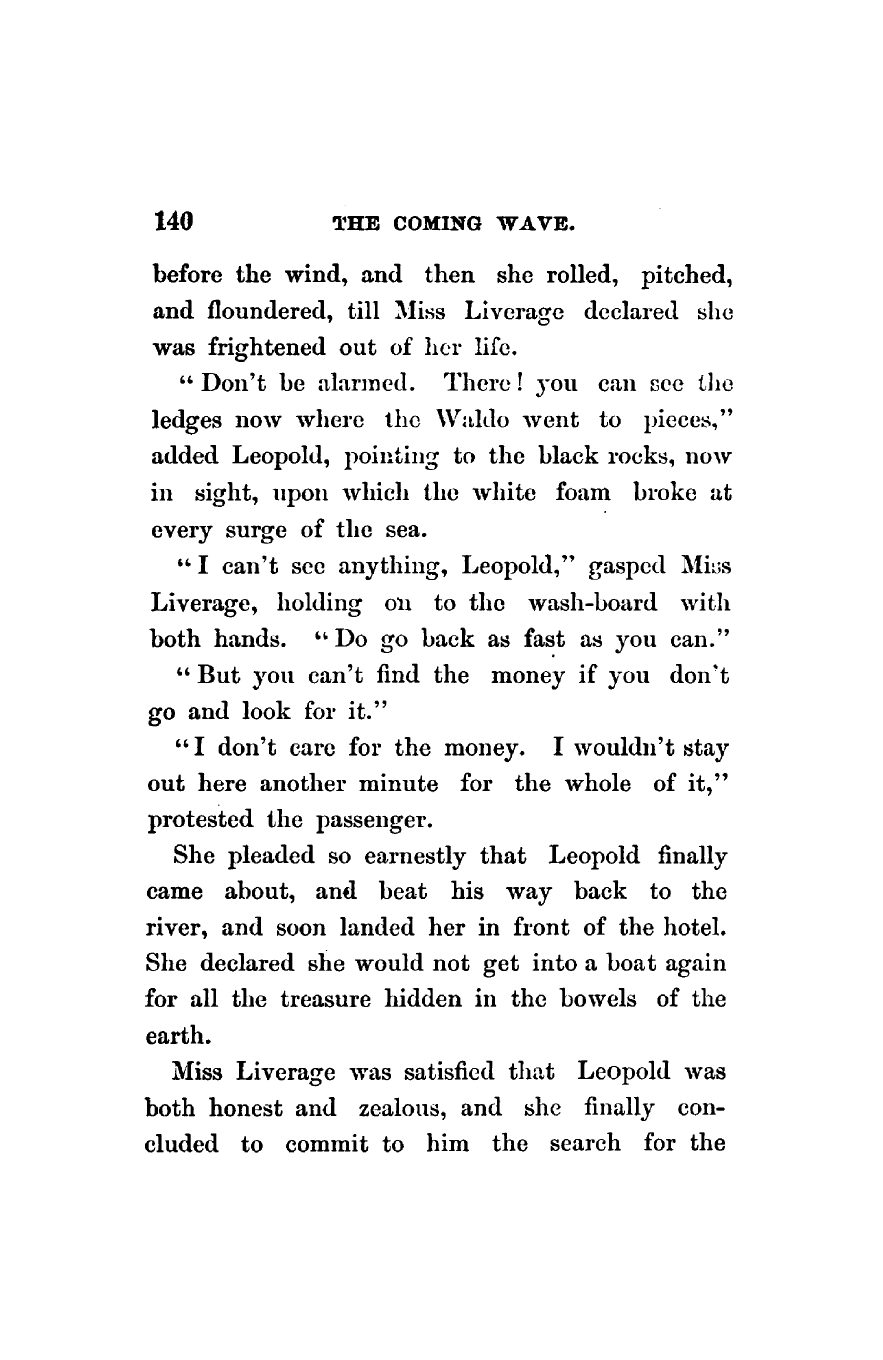 140 THE COMING WAVE.
before the wind, and then she rolled, pitched,
and floundered, till Miss Liverage declared she
was frightened out of her life.
“Don't be alarmed. There! you can see the
ledges now where the Waldo went to pieces,”
added Leopold, pointing to the black rocks, now
in sight, upon which the white foam broke at
every surge of the sea.
“I can't see anything, Leopold,” gasped Miss
Liverage, holding on to the wash-board with
both hands. “Do go back as fast as you can.”
“But you can't find the money if you don't
go and look for it.”
“I don't care for the money. I wouldn't stay
out here another minute for the whole of it,”
protested the passenger.
She pleaded so earnestly that Leopold finally
came about, and beat his way back to the
river, and soon landed her in front of the hotel.
She declared she would not get into a boat again
for all the treasure hidden in the bowels of the
earth.
Miss Liverage was satisfied that Leopold was
both honest and zealous, and she finally con-
cluded to commit to him the search for the